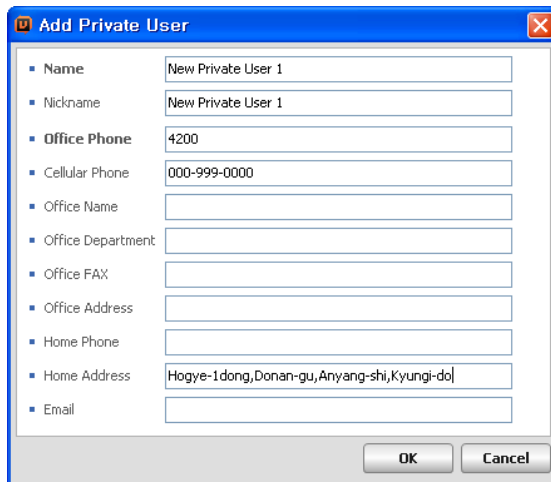 Add Private User
Name New Private User 1
Nickname New Private User 1
Office Phone 4200
Cellular Phone 000-999-0000
Office Name
Office Department
Office FAX
Office Address
Home Phone
Home Address Hogye-1dong,Donan-gu,Anyang-shi,Kyungi-do
Email
OK Cancel